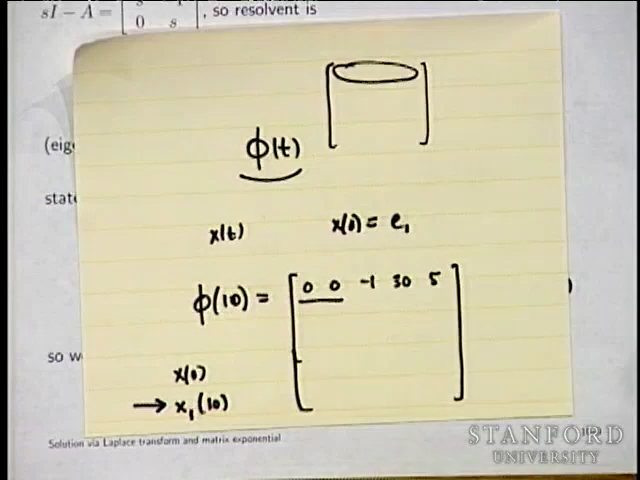 sI − A = [ s
0 s ] , so resolvent is
(eige
ϕ(t)
state
x(t) x(0) = e₁
ϕ(10) = [ 0 0 -1 30 5 ]
so w
x(0)
→ x₁(10)
Solution via Laplace transform and matrix exponential
STANFORD
UNIVERSITY